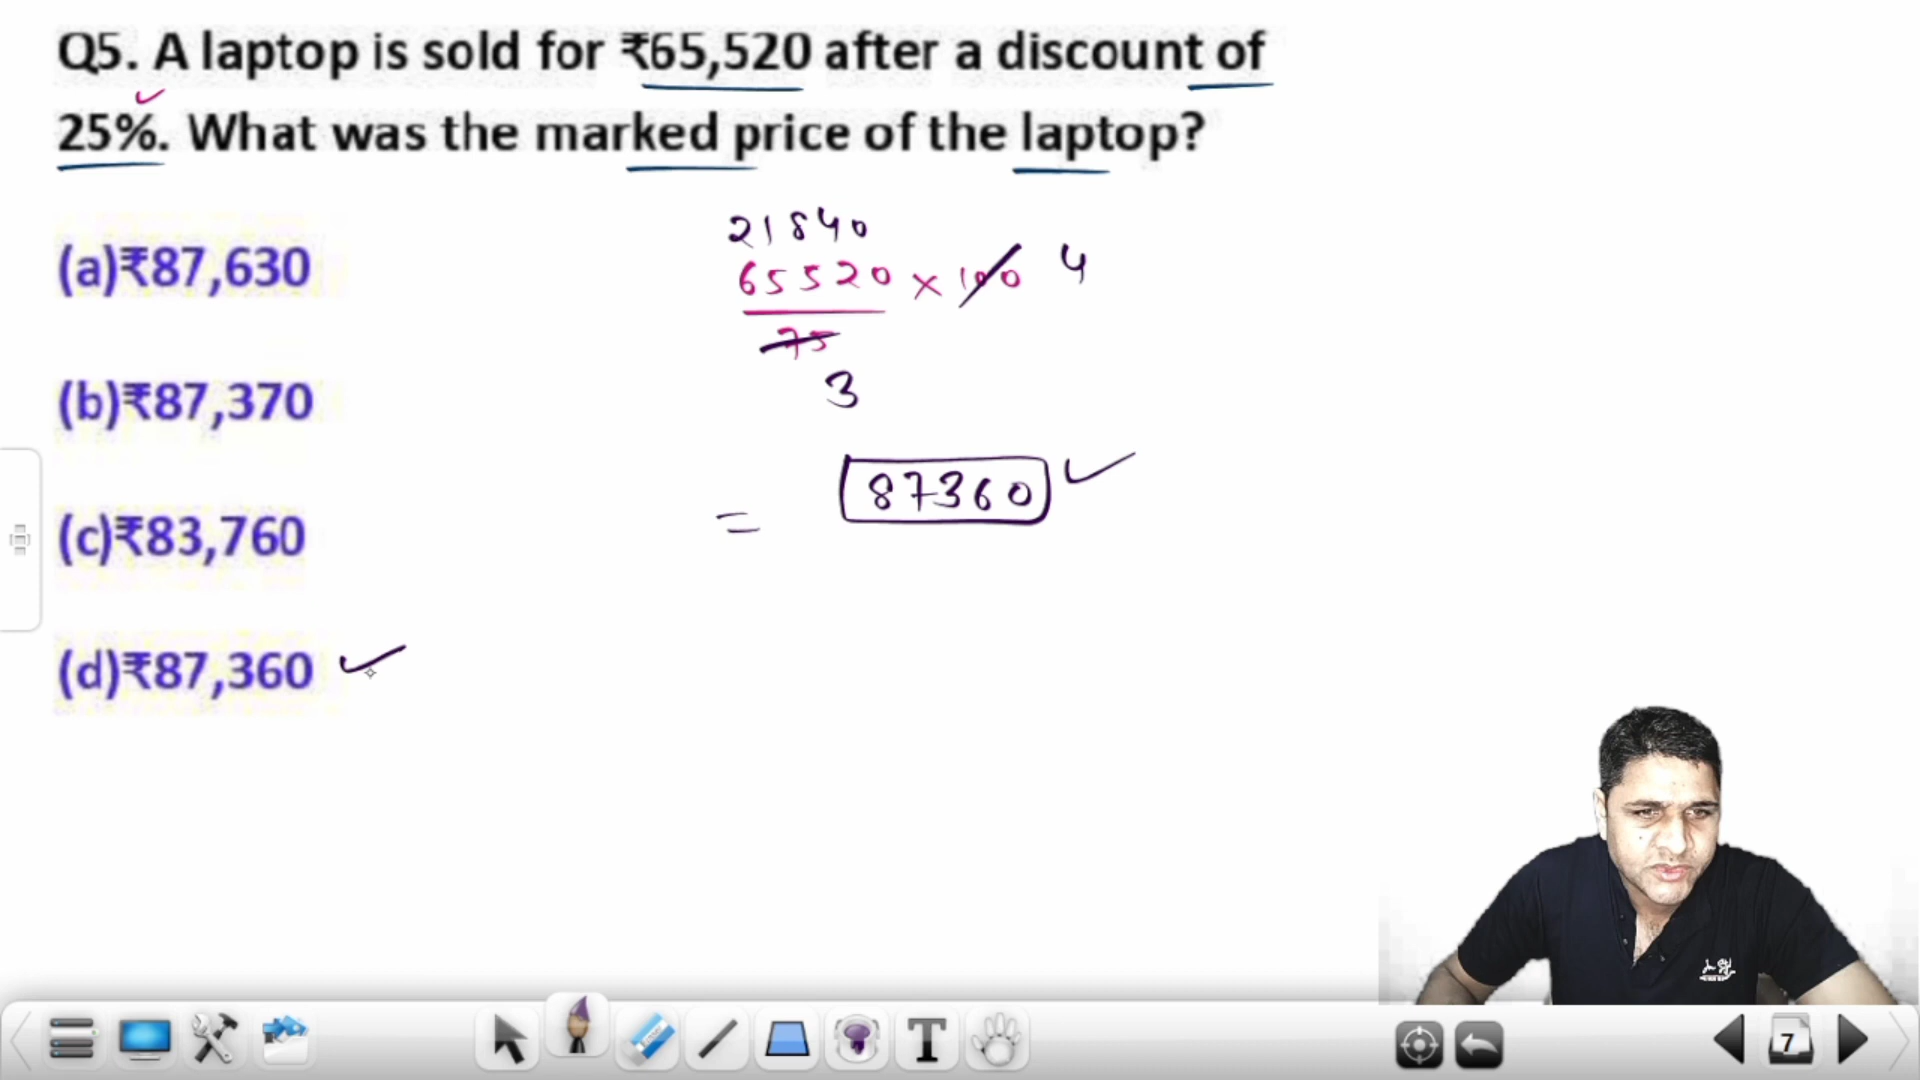 Q5. A laptop is sold for ₹65,520 after a discount of
25%. What was the marked price of the laptop?
(a)₹87,630
(b)₹87,370
(c)₹83,760
(d)₹87,360
21840
65520 × 100 4
75
3
= 87360
T
7